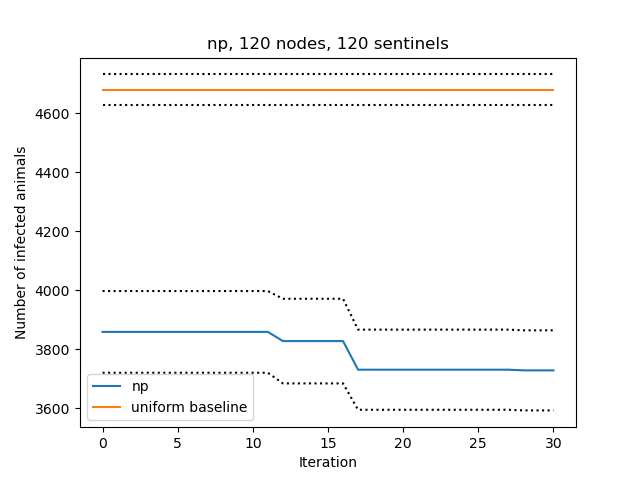 np, 120 nodes, 120 sentinels
Number of infected animals
4600
4400
4200
4000
3800
3600
np
uniform baseline
0 5 10 15 20 25 30
Iteration